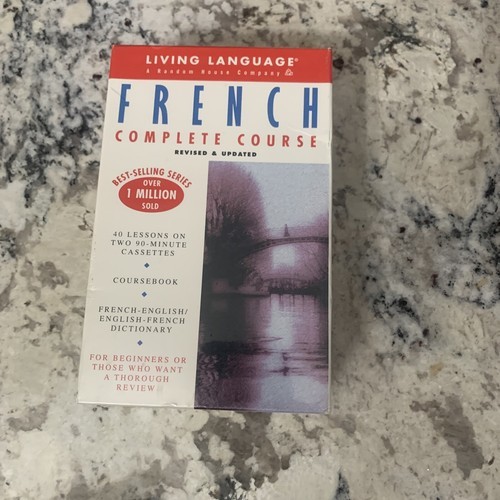 LIVING LANGUAGE®
A Random House Company
FRENCH
COMPLETE COURSE
REVISED & UPDATED
BEST-SELLING SERIES
OVER
1 MILLION
SOLD
40 LESSONS ON
TWO 90-MINUTE
CASSETTES
COURSEBOOK
FRENCH-ENGLISH/
ENGLISH-FRENCH
DICTIONARY
FOR BEGINNERS OR
THOSE WHO WANT
A THOROUGH
REVIEW